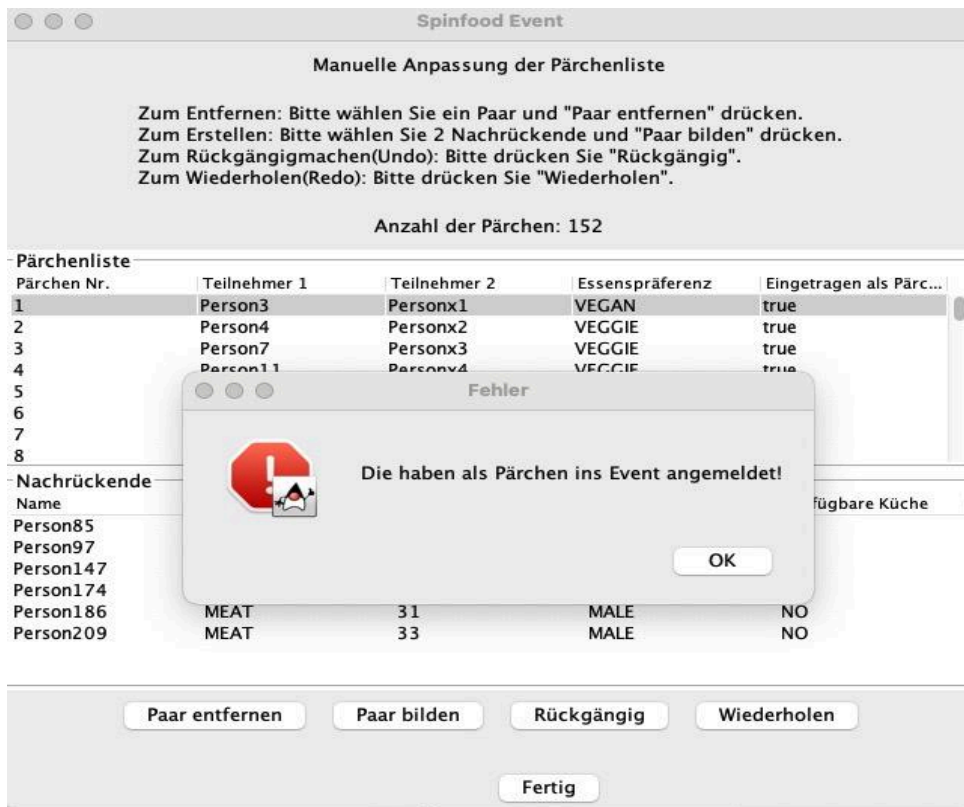 Spinfood Event
Manuelle Anpassung der Pärchenliste
Zum Entfernen: Bitte wählen Sie ein Paar und "Paar entfernen" drücken.
Zum Erstellen: Bitte wählen Sie 2 Nachrückende und "Paar bilden" drücken.
Zum Rückgängigmachen(Undo): Bitte drücken Sie "Rückgängig".
Zum Wiederholen(Redo): Bitte drücken Sie "Wiederholen".
Anzahl der Pärchen: 152
Pärchenliste
Pärchen Nr. Teilnehmer 1 Teilnehmer 2 Essenspräferenz Eingetragen als Pärc...
1 Person3 Personx1 VEGAN true
2 Person4 Personx2 VEGGIE true
3 Person7 Personx3 VEGGIE true
4 Person11 Personx4 VEGGIE true
5
6
7
8
Fehler
Die haben als Pärchen ins Event angemeldet!
OK
Nachrückende
Name fügbare Küche
Person85
Person97
Person147
Person174
Person186 MEAT 31 MALE NO
Person209 MEAT 33 MALE NO
Paar entfernen Paar bilden Rückgängig Wiederholen
Fertig